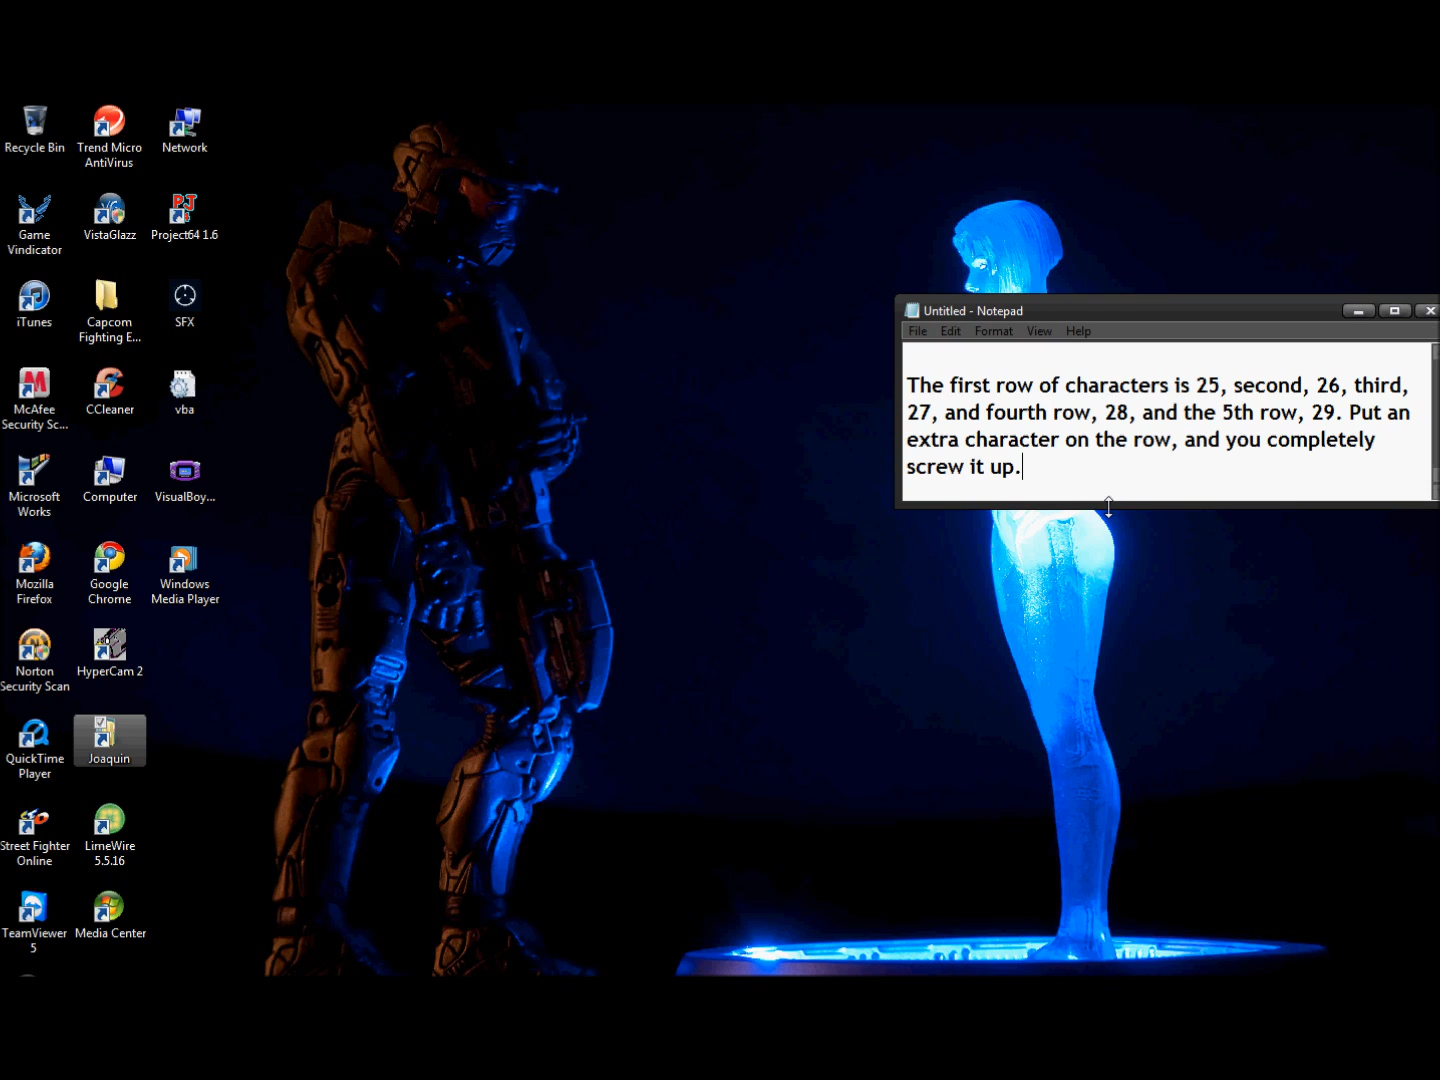 Recycle Bin
Trend Micro
AntiVirus
Network
Game
Vindicator
VistaGlazz
Project64 1.6
iTunes
Capcom
Fighting E...
SFX
McAfee
Security Sc...
CCleaner
vba
Microsoft
Works
Computer
VisualBoy...
Mozilla
Firefox
Google
Chrome
Windows
Media Player
Norton
Security Scan
HyperCam 2
QuickTime
Player
Joaquin
Street Fighter
Online
LimeWire
5.5.16
TeamViewer
5
Media Center
Untitled - Notepad
File Edit Format View Help
The first row of characters is 25, second, 26, third,
27, and fourth row, 28, and the 5th row, 29. Put an
extra character on the row, and you completely
screw it up.